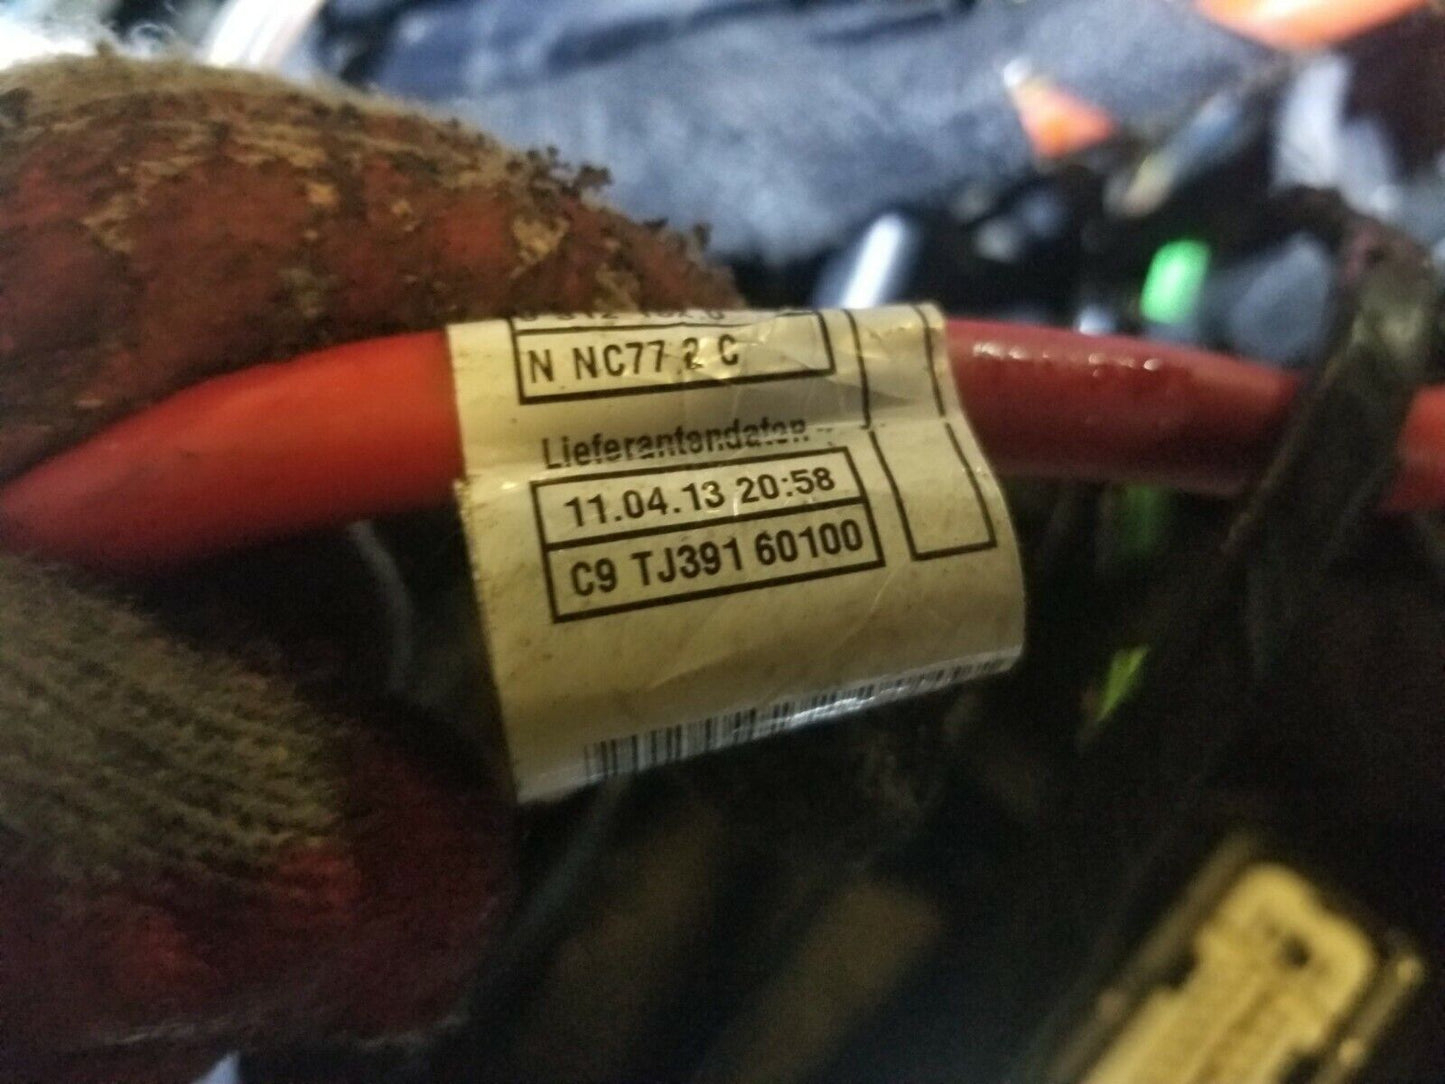 N NC77 2 C
Lieferantendaten
11.04.13 20:58
C9 TJ391 60100